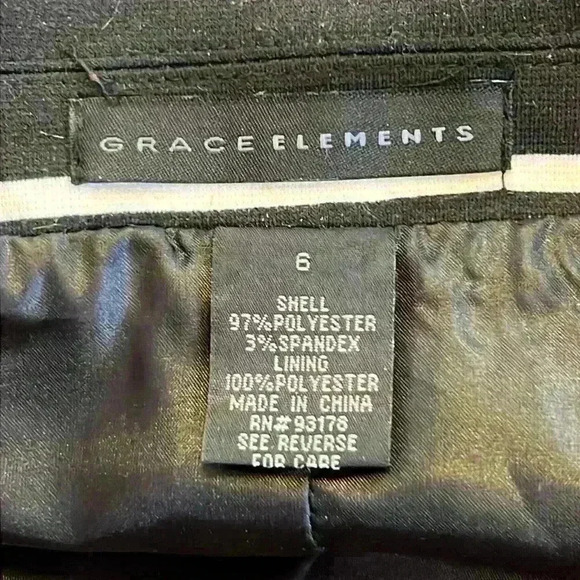 GRACE ELEMENTS
6
SHELL
97%POLYESTER
3%SPANDEX
LINING
100%POLYESTER
MADE IN CHINA
RN#93178
SEE REVERSE
FOR CARE